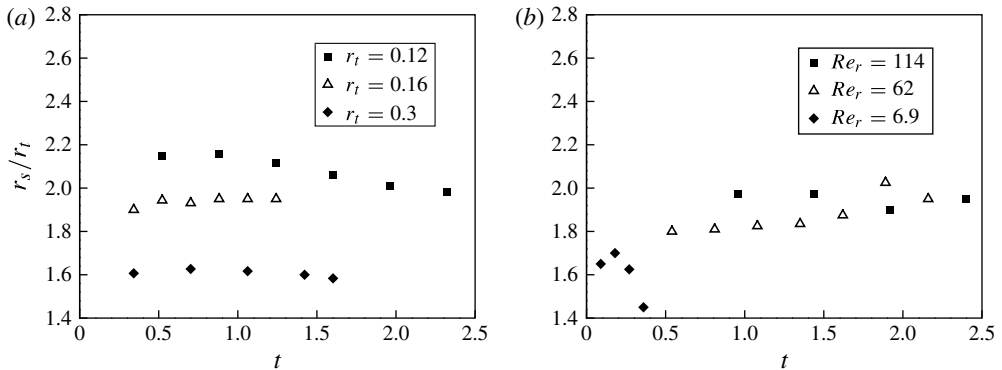 (a)
2.8
2.6
2.4
2.2
2.0
1.8
1.6
1.4
r_s/r_t
0
0.5
1.0
1.5
2.0
2.5
t
r_t = 0.12
r_t = 0.16
r_t = 0.3
(b)
2.8
2.6
2.4
2.2
2.0
1.8
1.6
1.4
0
0.5
1.0
1.5
2.0
2.5
t
Re_r = 114
Re_r = 62
Re_r = 6.9